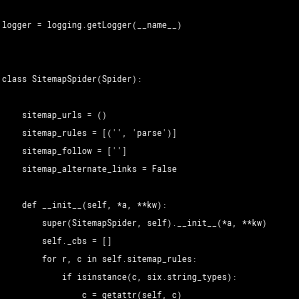 logger = logging.getLogger(__name__)
class SitemapSpider(Spider):
sitemap_urls = ()
sitemap_rules = [('', 'parse')]
sitemap_follow = ['']
sitemap_alternate_links = False
def __init__(self, *a, **kw):
super(SitemapSpider, self).__init__(*a, **kw)
self._cbs = []
for r, c in self.sitemap_rules:
if isinstance(c, six.string_types):
c = getattr(self, c)